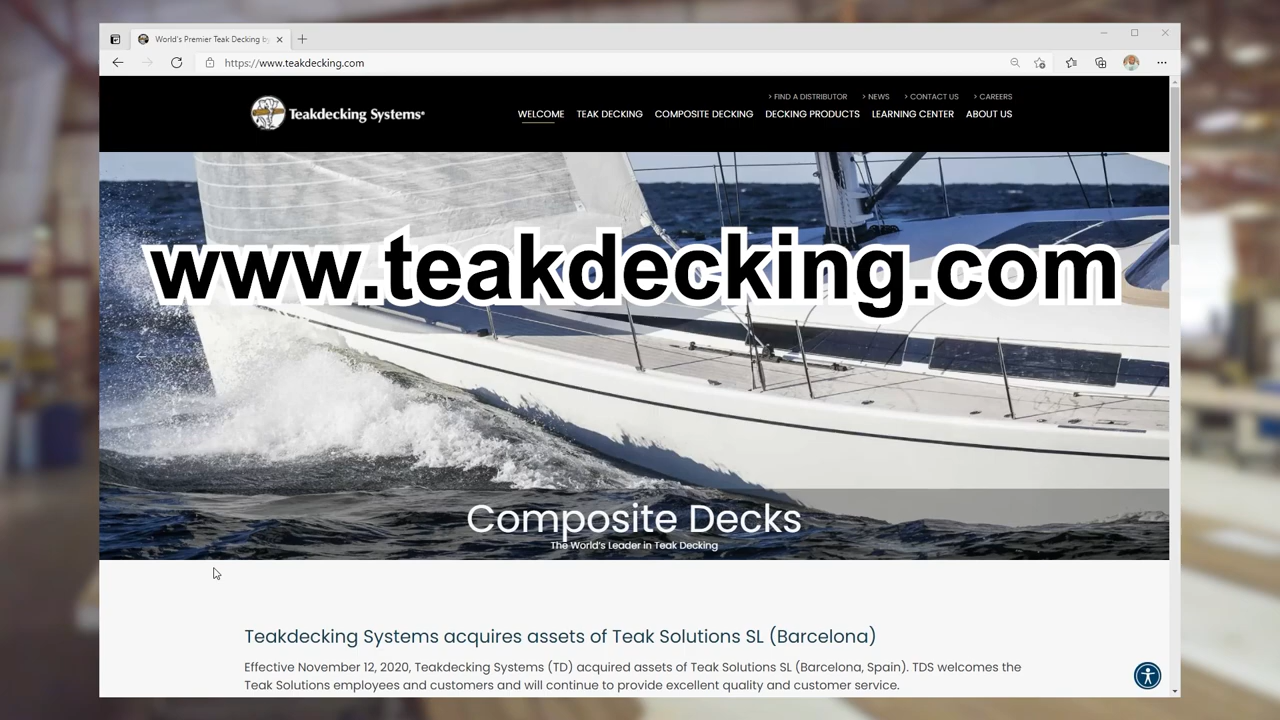 World's Premier Teak Decking by
https://www.teakdecking.com
> FIND A DISTRIBUTOR > NEWS > CONTACT US > CAREERS
Teakdecking Systems®
WELCOME TEAK DECKING COMPOSITE DECKING DECKING PRODUCTS LEARNING CENTER ABOUT US
www.teakdecking.com
Composite Decks
The World's Leader in Teak Decking
Teakdecking Systems acquires assets of Teak Solutions SL (Barcelona)
Effective November 12, 2020, Teakdecking Systems (TD) acquired assets of Teak Solutions SL (Barcelona, Spain). TDS welcomes the
Teak Solutions employees and customers and will continue to provide excellent quality and customer service.